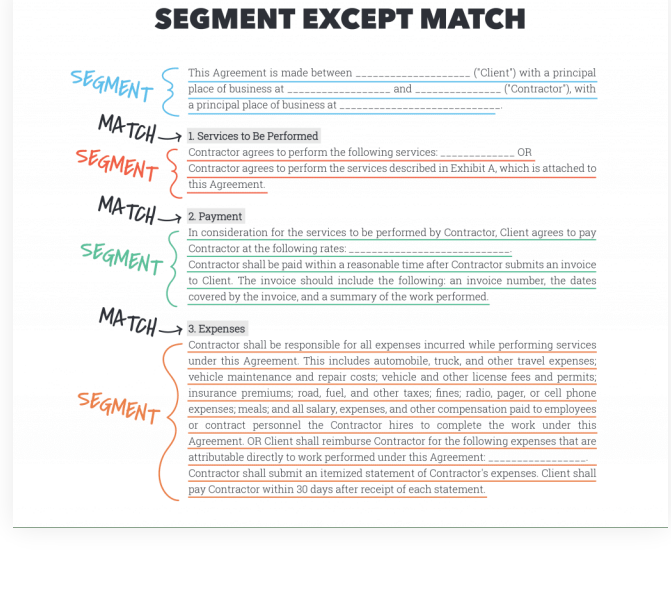 SEGMENT EXCEPT MATCH
SEGMENT
This Agreement is made between ____________________ ("Client") with a principal
place of business at __________________ and _______________ ("Contractor"), with
a principal place of business at ____________________________.
MATCH
1. Services to Be Performed
SEGMENT
Contractor agrees to perform the following services: _____________ OR
Contractor agrees to perform the services described in Exhibit A, which is attached to
this Agreement.
MATCH
2. Payment
SEGMENT
In consideration for the services to be performed by Contractor, Client agrees to pay
Contractor at the following rates: ____________________________.
Contractor shall be paid within a reasonable time after Contractor submits an invoice
to Client. The invoice should include the following: an invoice number, the dates
covered by the invoice, and a summary of the work performed.
MATCH
3. Expenses
SEGMENT
Contractor shall be responsible for all expenses incurred while performing services
under this Agreement. This includes automobile, truck, and other travel expenses;
vehicle maintenance and repair costs; vehicle and other license fees and permits;
insurance premiums; road, fuel, and other taxes; fines; radio, pager, or cell phone
expenses; meals; and all salary, expenses, and other compensation paid to employees
or contract personnel the Contractor hires to complete the work under this
Agreement. OR Client shall reimburse Contractor for the following expenses that are
attributable directly to work performed under this Agreement: _________________.
Contractor shall submit an itemized statement of Contractor's expenses. Client shall
pay Contractor within 30 days after receipt of each statement.